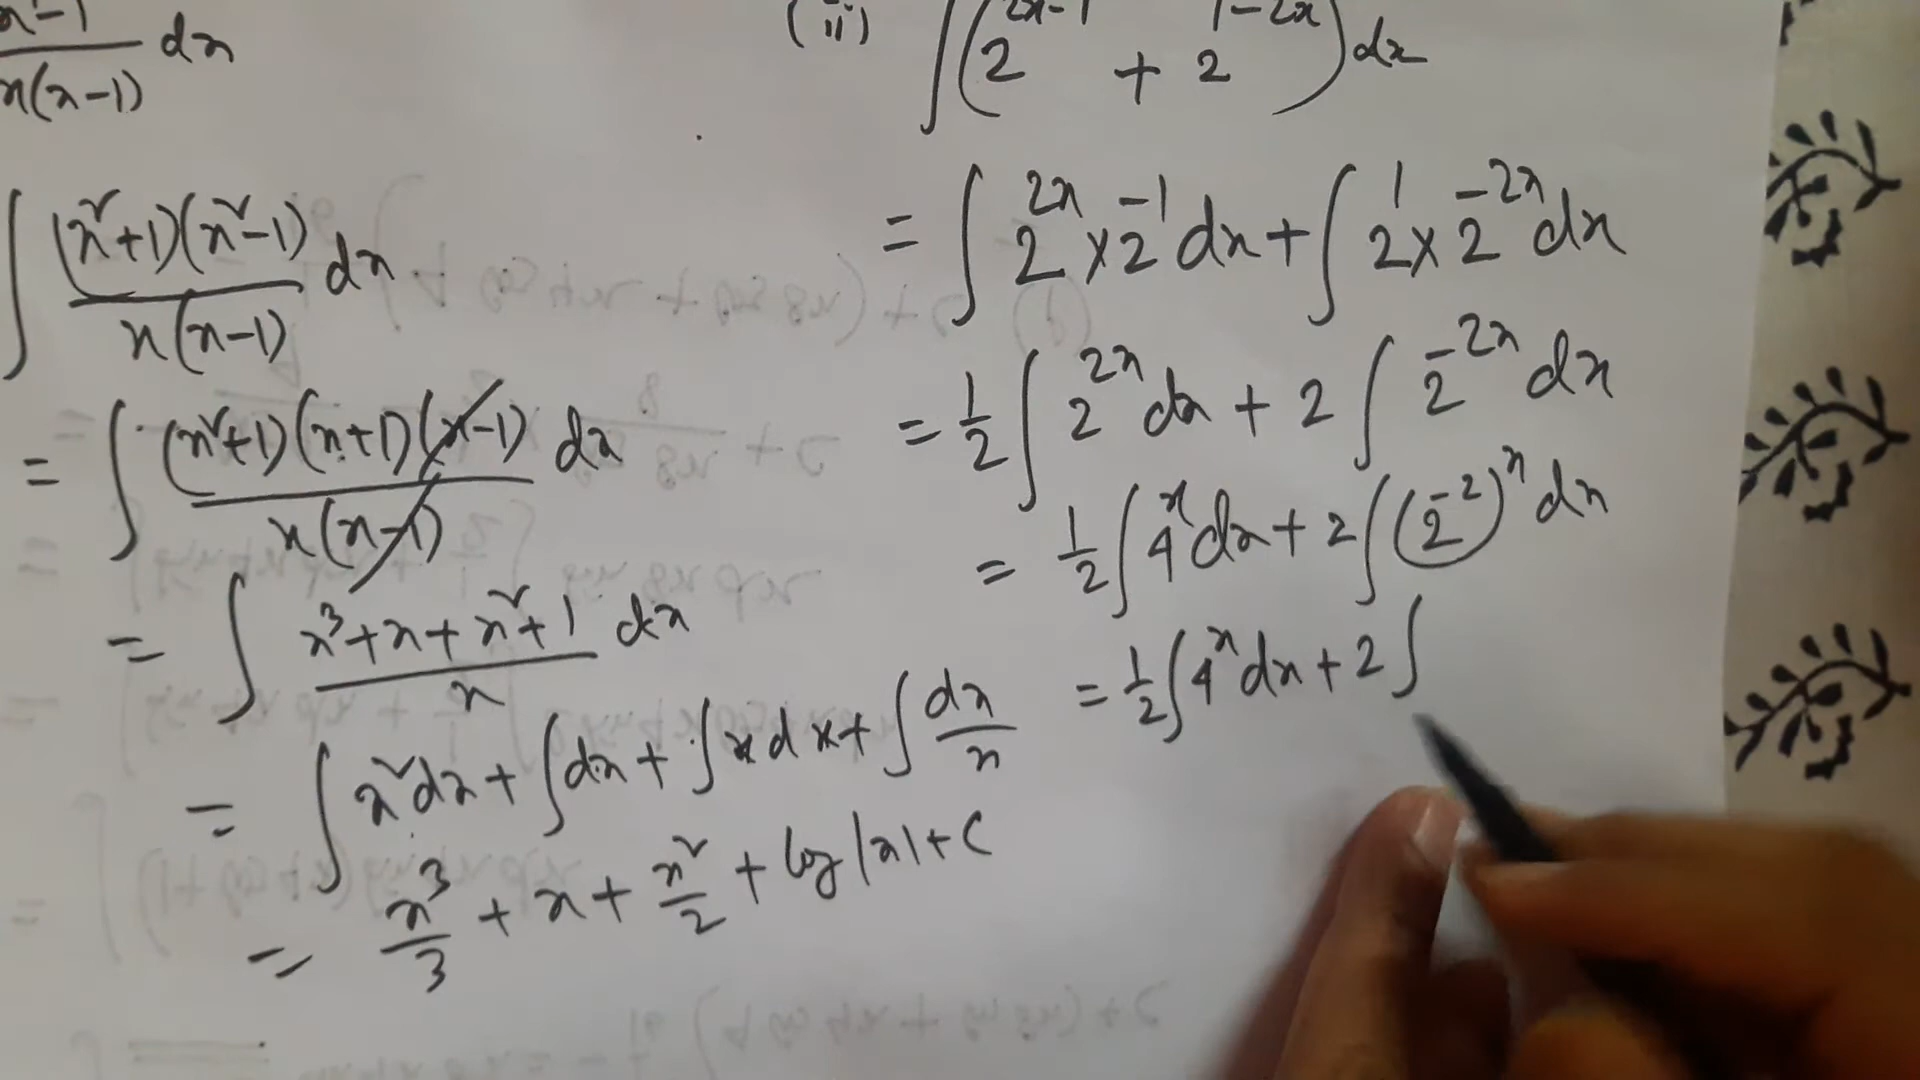 x⁴-1/x(x-1) dx
∫ (x²+1)(x²-1)/x(x-1) dx
= ∫ (x²+1)(x+1)(x-1)/x(x-1) dx
= ∫ x³+x+x²+1/x dx
= ∫ x²dx + ∫dx + ∫x dx + ∫ dx/x
= x³/3 + x + x²/2 + log|x| + C
(ii) ∫(2^{2x-1} + 2^{1-2x}) dx
= ∫ 2^{2x} × 2^{-1} dx + ∫ 2^{1} × 2^{-2x} dx
= 1/2 ∫ 2^{2x} dx + 2 ∫ 2^{-2x} dx
= 1/2 ∫ 4^{x} dx + 2 ∫ (2^{-2})^{x} dx
= 1/2 ∫ 4^{x} dx + 2 ∫